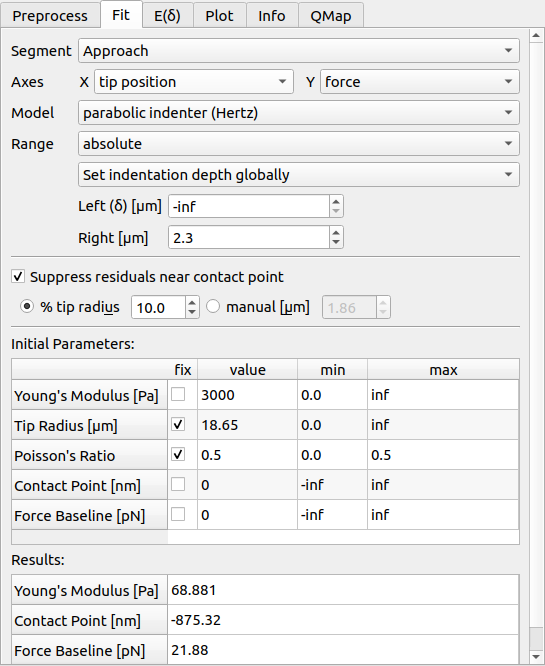 Preprocess Fit E(δ) Plot Info QMap
Segment Approach
Axes X tip position Y force
Model parabolic indenter (Hertz)
Range absolute
Set indentation depth globally
Left (δ) [µm] -inf
Right [µm] 2.3
Suppress residuals near contact point
% tip radius 10.0 manual [µm] 1.86
Initial Parameters:
fix value min max
Young's Modulus [Pa] 3000 0.0 inf
Tip Radius [µm] 18.65 0.0 inf
Poisson's Ratio 0.5 0.0 0.5
Contact Point [nm] 0 -inf inf
Force Baseline [pN] 0 -inf inf
Results:
Young's Modulus [Pa] 68.881
Contact Point [nm] -875.32
Force Baseline [pN] 21.88